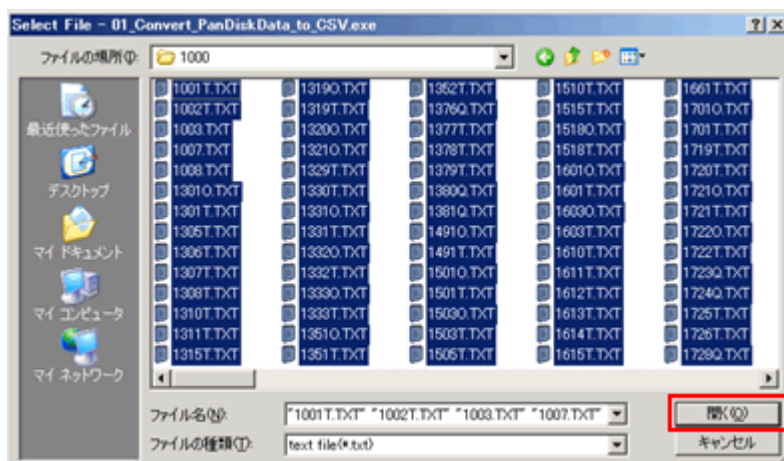 Select File - 01_Convert_PanDiskData_to_CSV.exe
ファイルの場所(I):
1000
最近使ったファイル
デスクトップ
マイ ドキュメント
マイ コンピュータ
マイ ネットワーク
1001T.TXT
1002T.TXT
1003.TXT
1007.TXT
1008.TXT
1301O.TXT
1301T.TXT
1305T.TXT
1306T.TXT
1307T.TXT
1308T.TXT
1310T.TXT
1311T.TXT
1315T.TXT
1319O.TXT
1319T.TXT
1320O.TXT
1321O.TXT
1329T.TXT
1330T.TXT
1331O.TXT
1331T.TXT
1332O.TXT
1332T.TXT
1333O.TXT
1333T.TXT
1351O.TXT
1351T.TXT
1352T.TXT
1376Q.TXT
1377T.TXT
1378T.TXT
1379T.TXT
1380Q.TXT
1381Q.TXT
1491O.TXT
1491T.TXT
1501O.TXT
1501T.TXT
1503O.TXT
1503T.TXT
1505T.TXT
1510T.TXT
1515T.TXT
1518O.TXT
1518T.TXT
1601O.TXT
1601T.TXT
1603O.TXT
1603T.TXT
1610T.TXT
1611T.TXT
1612T.TXT
1613T.TXT
1614T.TXT
1615T.TXT
1661T.TXT
1701O.TXT
1701T.TXT
1719T.TXT
1720T.TXT
1721O.TXT
1721T.TXT
1722O.TXT
1722T.TXT
1723Q.TXT
1724Q.TXT
1725T.TXT
1726T.TXT
1728Q.TXT
ファイル名(N):
"1001T.TXT" "1002T.TXT" "1003.TXT" "1007.TXT"
開く(O)
ファイルの種類(T):
text file(*.txt)
キャンセル